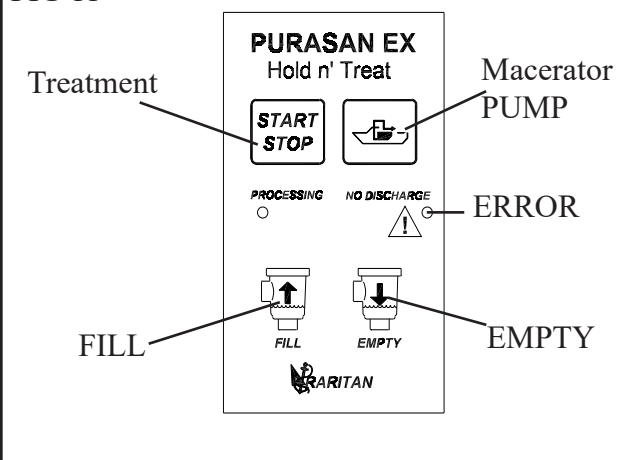 PURASAN EX
Hold n' Treat
Treatment
Macerator
PUMP
START
STOP
PROCESSING
NO DISCHARGE
!
ERROR
FILL
EMPTY
FILL
EMPTY
RARITAN